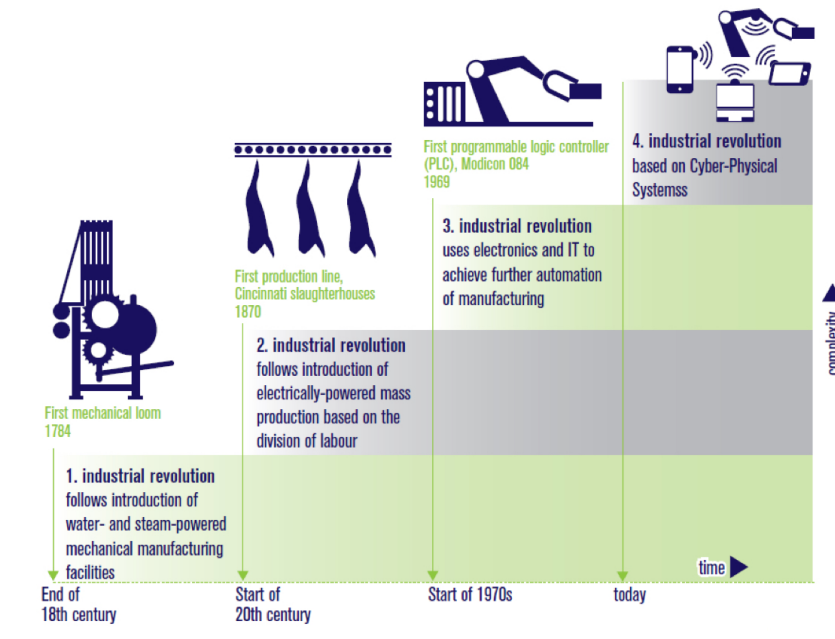 First mechanical loom
1784
1. industrial revolution
follows introduction of
water- and steam-powered
mechanical manufacturing
facilities
End of
18th century
First production line,
Cincinnati slaughterhouses
1870
2. industrial revolution
follows introduction of
electrically-powered mass
production based on the
division of labour
Start of
20th century
First programmable logic controller
(PLC), Modicon 084
1969
3. industrial revolution
uses electronics and IT to
achieve further automation
of manufacturing
Start of 1970s
4. industrial revolution
based on Cyber-Physical
Systemss
today
time
complexity